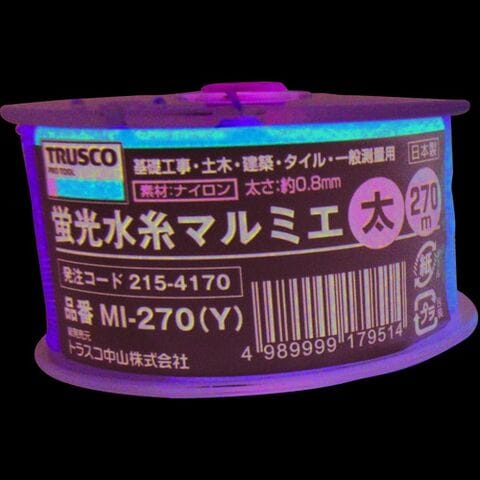 TRUSCO
PRO TOOL
基礎工事・土木・建築・タイル・一般測量用
日本製
素材:ナイロン 太さ:約0.8mm
蛍光水糸マルミエ 太 270m
発注コード 215-4170
紙
品番 MI-270(Y)
プラ
発売元
トラスコ中山株式会社
4 989999 179514